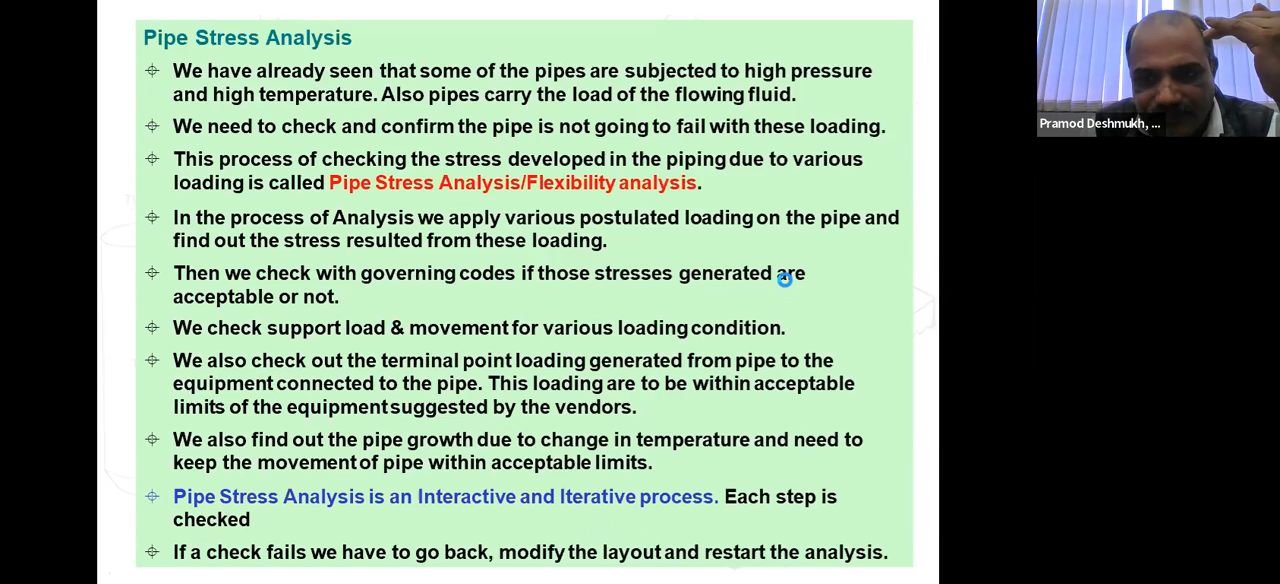 Pipe Stress Analysis
We have already seen that some of the pipes are subjected to high pressure
and high temperature. Also pipes carry the load of the flowing fluid.
We need to check and confirm the pipe is not going to fail with these loading.
This process of checking the stress developed in the piping due to various
loading is called Pipe Stress Analysis/Flexibility analysis.
In the process of Analysis we apply various postulated loading on the pipe and
find out the stress resulted from these loading.
Then we check with governing codes if those stresses generated are
acceptable or not.
We check support load & movement for various loading condition.
We also check out the terminal point loading generated from pipe to the
equipment connected to the pipe. This loading are to be within acceptable
limits of the equipment suggested by the vendors.
We also find out the pipe growth due to change in temperature and need to
keep the movement of pipe within acceptable limits.
Pipe Stress Analysis is an Interactive and Iterative process. Each step is
checked
If a check fails we have to go back, modify the layout and restart the analysis.
Pramod Deshmukh, ...